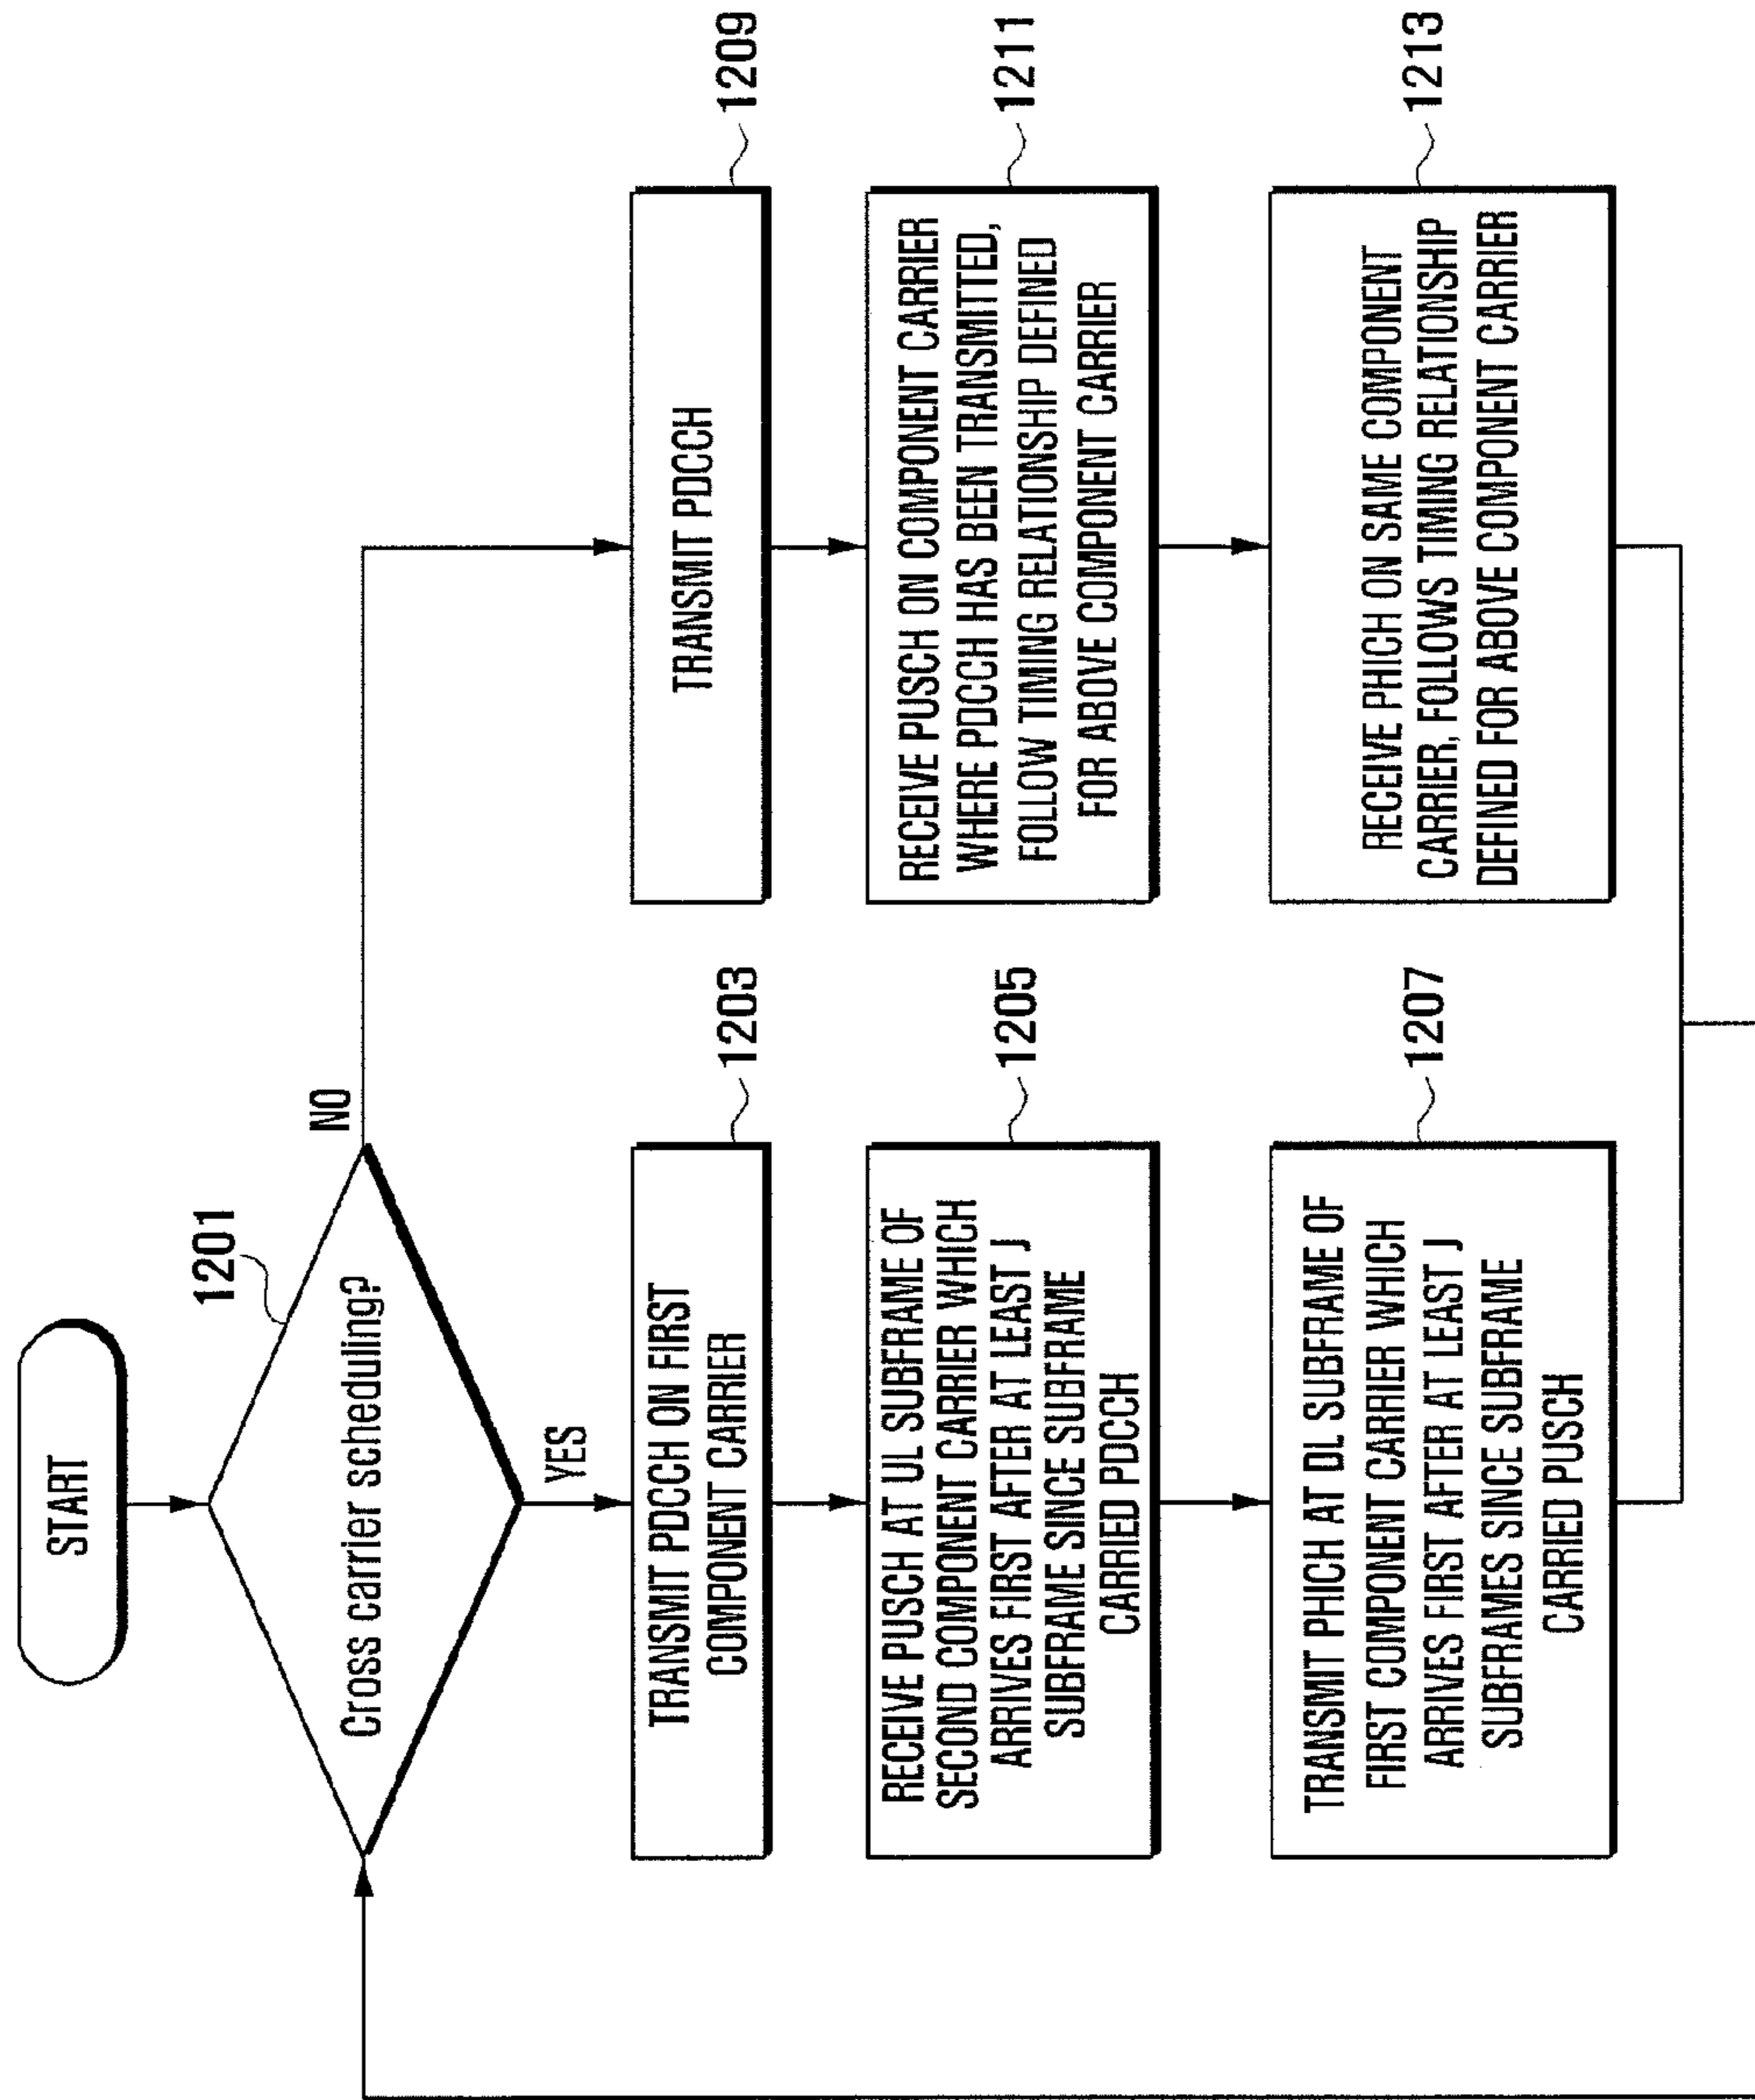 START
Cross carrier scheduling?
1201
NO
YES
TRANSMIT PDCCH ON FIRST
COMPONENT CARRIER
1203
RECEIVE PUSCH AT UL SUBFRAME OF
SECOND COMPONENT CARRIER WHICH
ARRIVES FIRST AFTER AT LEAST J
SUBFRAME SINCE SUBFRAME
CARRIED PDCCH
1205
TRANSMIT PHICH AT DL SUBFRAME OF
FIRST COMPONENT CARRIER WHICH
ARRIVES FIRST AFTER AT LEAST J
SUBFRAMES SINCE SUBFRAME
CARRIED PUSCH
1207
TRANSMIT PDCCH
1209
RECEIVE PUSCH ON COMPONENT CARRIER
WHERE PDCCH HAS BEEN TRANSMITTED,
FOLLOW TIMING RELATIONSHIP DEFINED
FOR ABOVE COMPONENT CARRIER
1211
RECEIVE PHICH ON SAME COMPONENT
CARRIER, FOLLOWS TIMING RELATIONSHIP
DEFINED FOR ABOVE COMPONENT CARRIER
1213